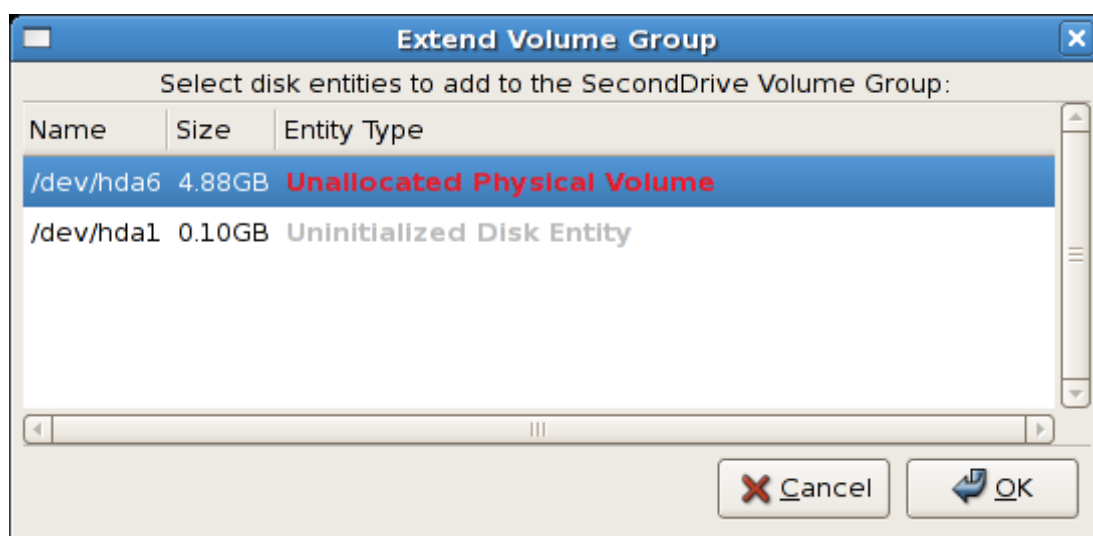 Extend Volume Group
Select disk entities to add to the SecondDrive Volume Group:
Name Size Entity Type
/dev/hda6 4.88GB Unallocated Physical Volume
/dev/hda1 0.10GB Uninitialized Disk Entity
Cancel OK